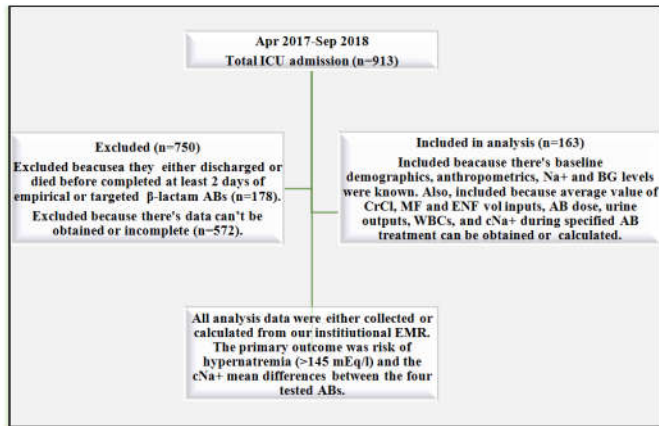 Apr 2017-Sep 2018
Total ICU admission (n=913)
Excluded (n=750)
Excluded beacusea they either discharged or
died before completed at least 2 days of
empirical or targeted β-lactam ABs (n=178).
Excluded because there's data can't be
obtained or incomplete (n=572).
Included in analysis (n=163)
Included beacause there's baseline
demographics, anthropometrics, Na+ and BG levels
were known. Also, included because average value of
CrCl, MF and ENF vol inputs, AB dose, urine
outputs, WBCs, and cNa+ during specified AB
treatment can be obtained or calculated.
All analysis data were either collected or
calculated from our institiutional EMR.
The primary outcome was risk of
hypernatremia (>145 mEq/l) and the
cNa+ mean differences between the four
tested ABs.